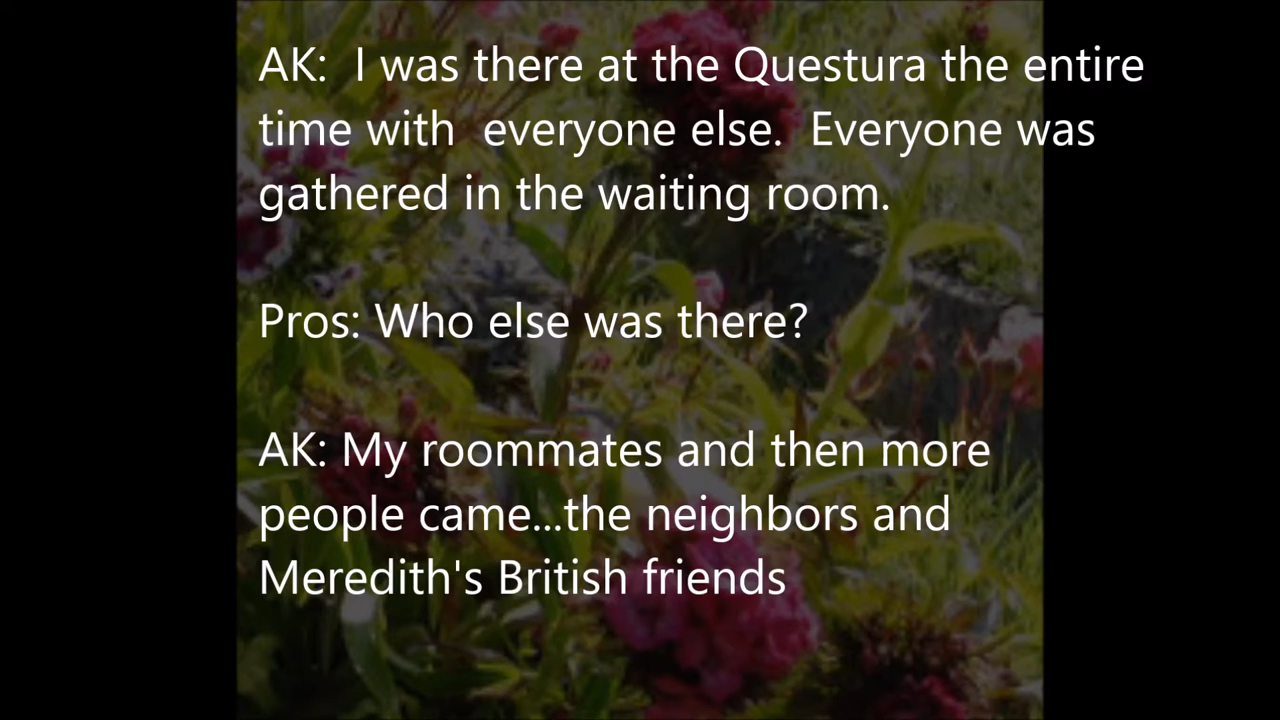 AK:  I was there at the Questura the entire
time with  everyone else.  Everyone was
gathered in the waiting room.
Pros: Who else was there?
AK: My roommates and then more
people came...the neighbors and
Meredith's British friends